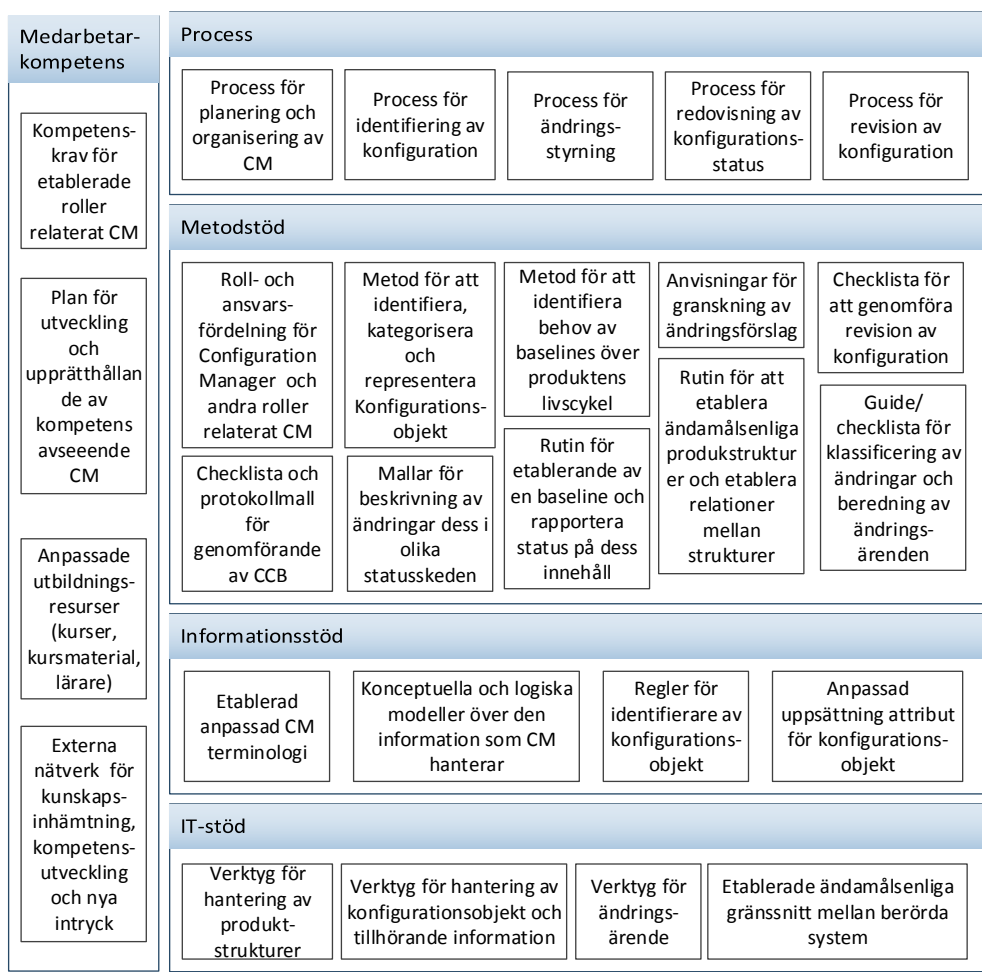 Medarbetar-
kompetens
Kompetens-
krav för
etablerade
roller
relaterat CM
Plan för
utveckling
och
upprätthållan
de av
kompetens
avseeende
CM
Anpassade
utbildnings-
resurser
(kurser,
kursmaterial,
lärare)
Externa
nätverk för
kunskaps-
inhämtning,
kompetens-
utveckling
och nya
intryck
Process
Process för
planering och
organisering av
CM
Process för
identifiering av
konfiguration
Process för
ändrings-
styrning
Process för
redovisning av
konfigurations-
status
Process för
revision av
konfiguration
Metodstöd
Roll- och
ansvars-
fördelning för
Configuration
Manager och
andra roller
relaterat CM
Metod för att
identifiera,
kategorisera
och
representera
Konfigurations-
objekt
Metod för att
identifiera
behov av
baselines över
produktens
livscykel
Anvisningar för
granskning av
ändringsförslag
Checklista för
att genomföra
revision av
konfiguration
Checklista och
protokollmall
för
genomförande
av CCB
Mallar för
beskrivning av
ändringar dess i
olika
statusskeden
Rutin för
etablerande av
en baseline och
rapportera
status på dess
innehåll
Rutin för att
etablera
ändamålsenliga
produkstruktur
er och etablera
relationer
mellan
strukturer
Guide/
checklista för
klassificering av
ändringar och
beredning av
ändrings-
ärenden
Informationsstöd
Etablerad
anpassad CM
terminologi
Konceptuella och logiska
modeller över den
information som CM
hanterar
Regler för
identifierare av
konfigurations-
objekt
Anpassad
uppsättning attribut
för konfigurations-
objekt
IT-stöd
Verktyg för
hantering av
produkt-
strukturer
Verktyg för hantering av
konfigurationsobjekt och
tillhörande information
Verktyg för
ändrings-
ärende
Etablerade ändamålsenliga
gränssnitt mellan berörda
system